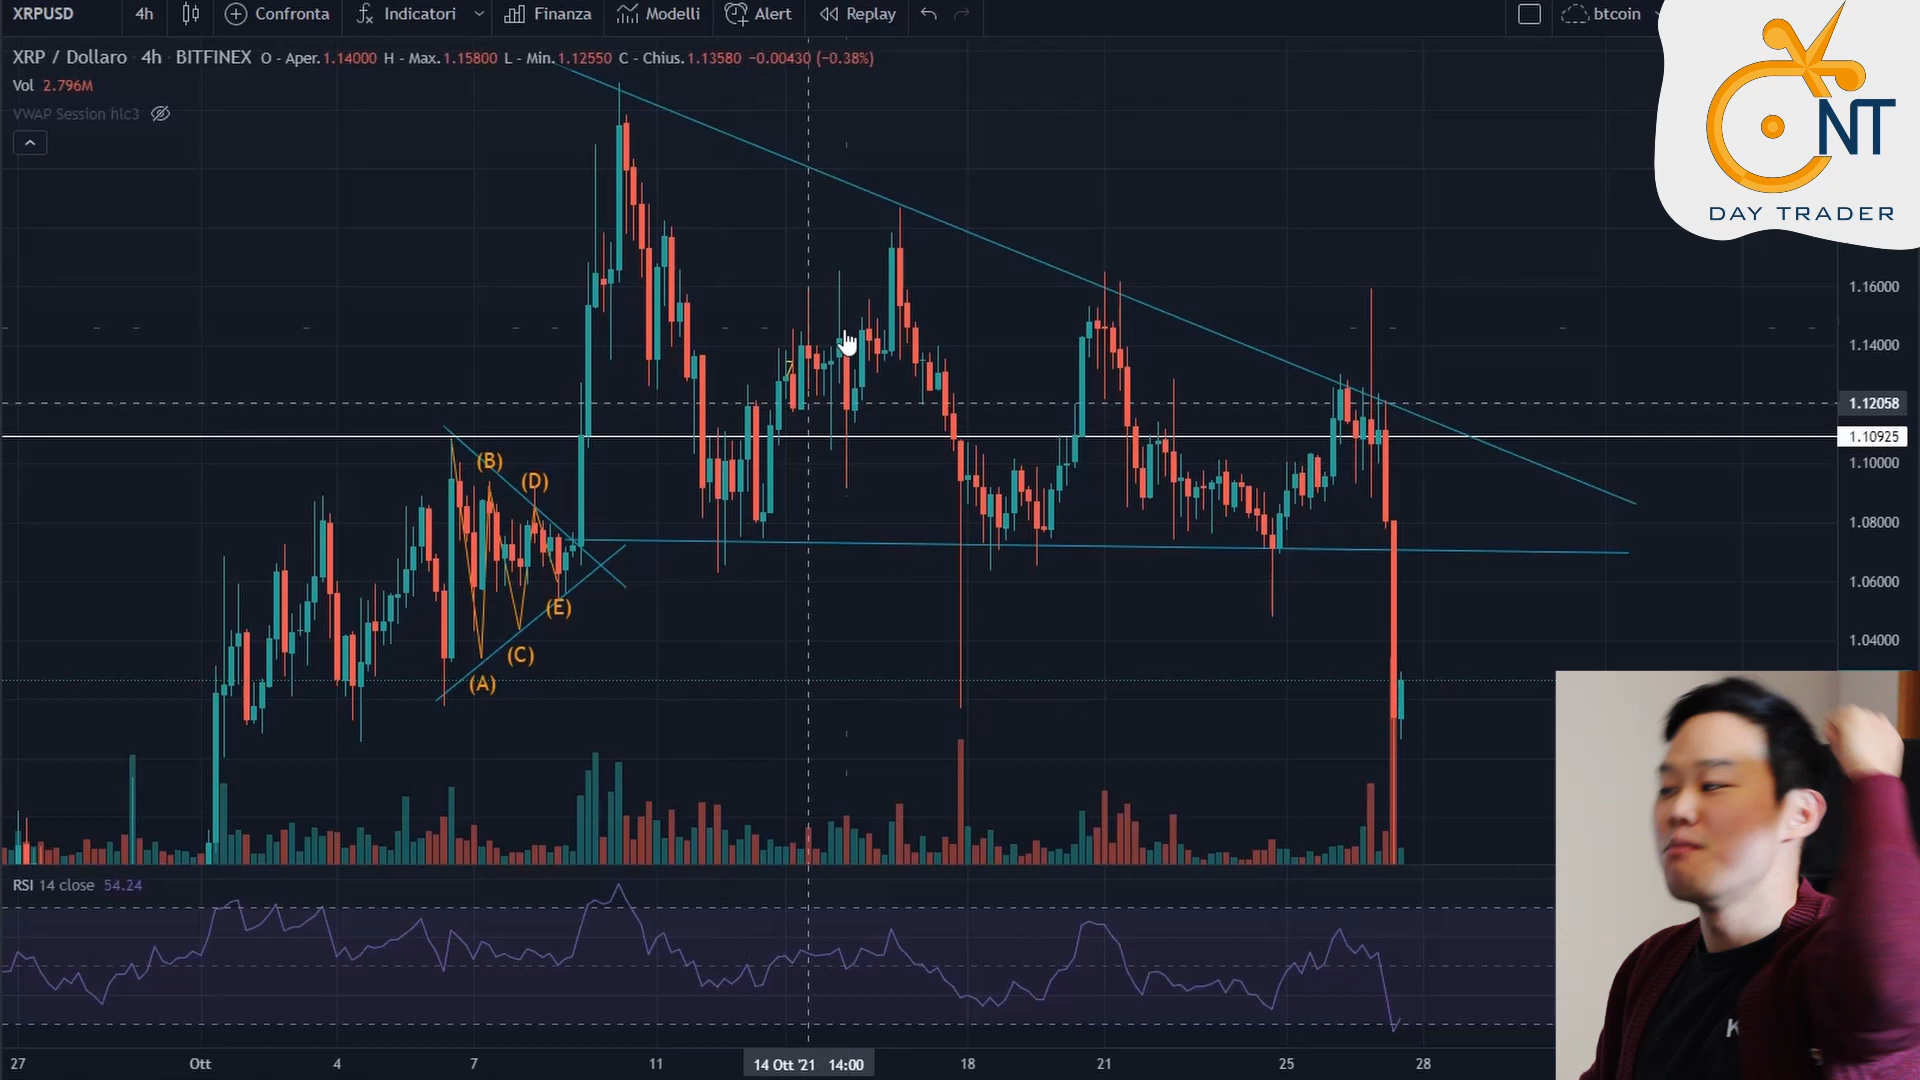 XRPUSD 4h Confronta Indicatori Finanza Modelli Alert Replay btcoin
XRP / Dollaro 4h BITFINEX O - Aper.1.14000 H - Max.1.15800 L - Min.1.12550 C - Chius.1.13580 −0.00430 (−0.38%)
Vol 2.796M
VWAP Session hlc3
NT
DAY TRADER
1.16000
1.14000
1.12058
1.10925
1.10000
1.08000
1.06000
1.04000
(B)
(D)
(E)
(C)
(A)
RSI 14 close 54.24
27 Ott 4 7 11 14 Ott '21 14:00 18 21 25 28
K